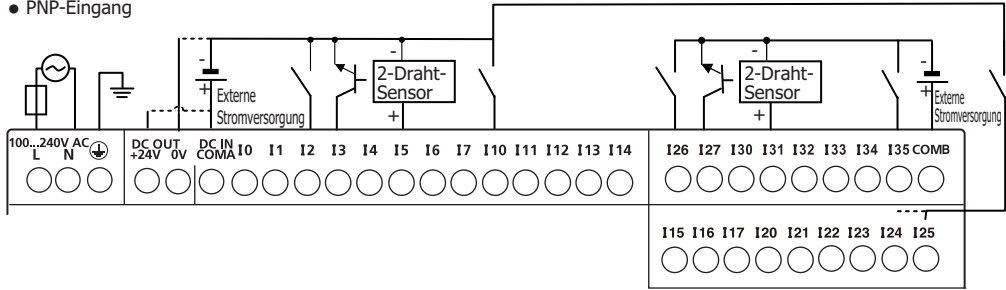 ● PNP-Eingang
-
+
Externe
Stromversorgung
-
2-Draht-
Sensor
+
-
2-Draht-
Sensor
+
-
+
Externe
Stromversorgung
100...240V AC
L N
DC OUT
+24V 0V
DC IN
COMA
I0 I1 I2 I3 I4 I5 I6 I7 I10 I11 I12 I13 I14
I26 I27 I30 I31 I32 I33 I34 I35 COMB
I15 I16 I17 I20 I21 I22 I23 I24 I25